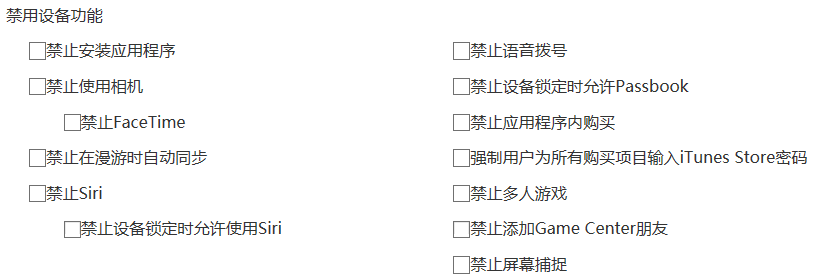 禁用设备功能
禁止安装应用程序
禁止使用相机
禁止FaceTime
禁止在漫游时自动同步
禁止Siri
禁止设备锁定时允许使用Siri
禁止语音拨号
禁止设备锁定时允许Passbook
禁止应用程序内购买
强制用户为所有购买项目输入iTunes Store密码
禁止多人游戏
禁止添加Game Center朋友
禁止屏幕捕捉